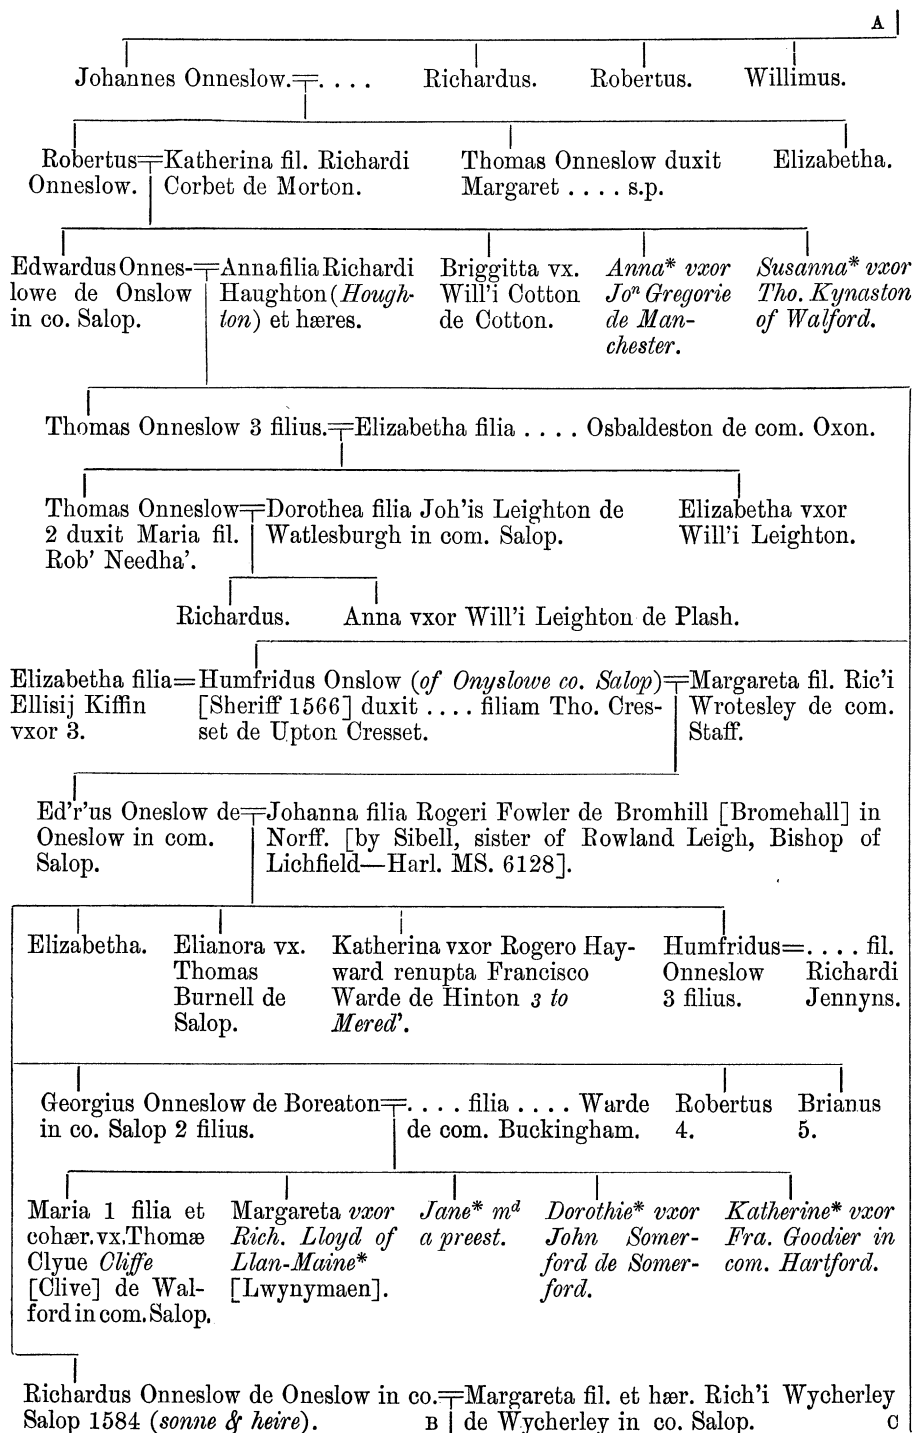 A
Johannes Onneslow. . . . .
Richardus.
Robertus.
Willimus.
Robertus
Onneslow.
Katherina fil. Richardi
Corbet de Morton.
Thomas Onneslow duxit
Margaret . . . . s.p.
Elizabetha.
Edwardus Onnes-
lowe de Onslow
in co. Salop.
Anna filia Richardi
Haughton (Hough-
ton) et hæres.
Briggitta vx.
Will'i Cotton
de Cotton.
Anna* vxor
Joⁿ Gregorie
de Man-
chester.
Susanna* vxor
Tho. Kynaston
of Walford.
Thomas Onneslow 3 filius.
Elizabetha filia . . . . Osbaldeston de com. Oxon.
Thomas Onneslow
2 duxit Maria fil.
Rob' Needha'.
Dorothea filia Joh'is Leighton de
Watlesburgh in com. Salop.
Elizabetha vxor
Will'i Leighton.
Richardus.
Anna vxor Will'i Leighton de Plash.
Elizabetha filia=
Ellisij Kiffin
vxor 3.
Humfridus Onslow (of Onyslowe co. Salop)
[Sheriff 1566] duxit . . . . filiam Tho. Cres-
set de Upton Cresset.
Margareta fil. Ric'i
Wrotesley de com.
Staff.
Ed'r'us Oneslow de
Oneslow in com.
Salop.
Johanna filia Rogeri Fowler de Bromhill [Bromehall] in
Norff. [by Sibell, sister of Rowland Leigh, Bishop of
Lichfield—Harl. MS. 6128].
Elizabetha.
Elianora vx.
Thomas
Burnell de
Salop.
Katherina vxor Rogero Hay-
ward renupta Francisco
Warde de Hinton 3 to
Mered'.
Humfridus=
Onneslow
3 filius.
. . . . fil.
Richardi
Jennyns.
Georgius Onneslow de Boreaton
in co. Salop 2 filius.
. . . . filia . . . . Warde
de com. Buckingham.
Robertus
4.
Brianus
5.
Maria 1 filia et
cohær. vx. Thomæ
Clyue Cliffe
[Clive] de Wal-
ford in com. Salop.
Margareta vxor
Rich. Lloyd of
Llan-Maine*
[Lwynymaen].
Jane* mᵈ
a preest.
Dorothie* vxor
John Somer-
ford de Somer-
ford.
Katherine* vxor
Fra. Goodier in
com. Hartford.
Richardus Onneslow de Oneslow in co.
Salop 1584 (sonne & heire).
B
Margareta fil. et hær. Rich'i Wycherley
de Wycherley in co. Salop.
C